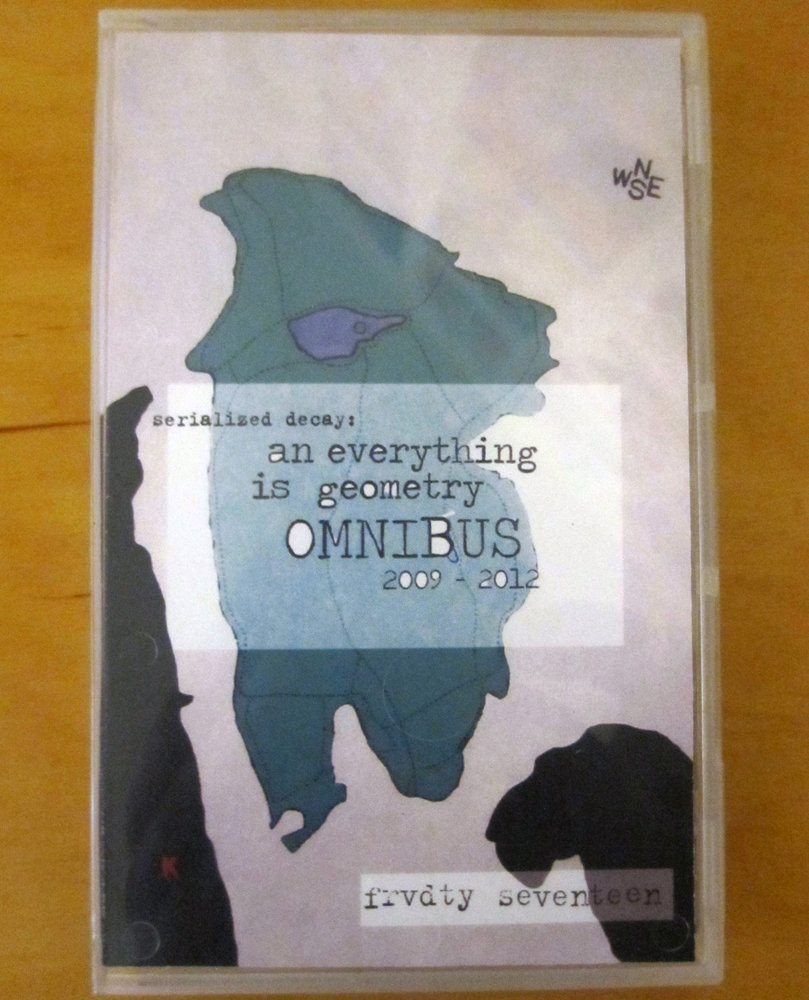 N
W E
S
serialized decay:
an everything
is geometry
OMNIBUS
2009 - 2012
K
frvdty seventeen